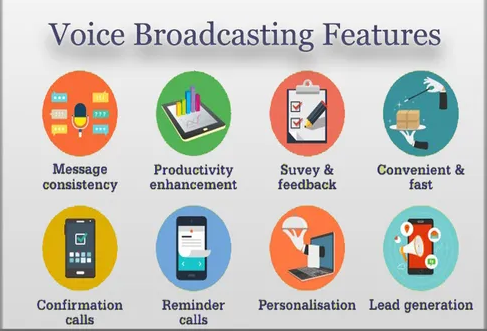 Voice Broadcasting Features
Message
consistency
Productivity
enhancement
Suvey &
feedback
Convenient &
fast
Confirmation
calls
Reminder
calls
Personalisation
Lead generation